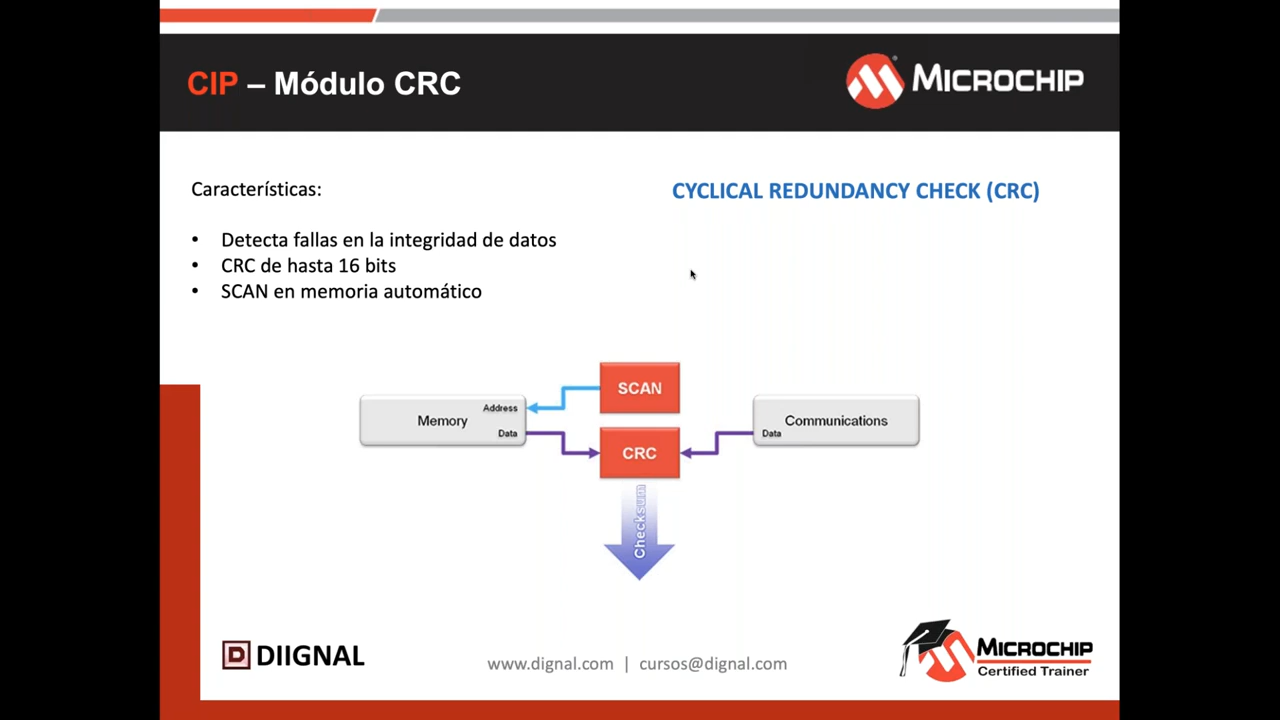 CIP – Módulo CRC
MICROCHIP
Características:
CYCLICAL REDUNDANCY CHECK (CRC)
• Detecta fallas en la integridad de datos
• CRC de hasta 16 bits
• SCAN en memoria automático
SCAN
Address
Memory
Data
CRC
Communications
Data
Checksum
D DIIGNAL
www.dignal.com | cursos@dignal.com
MICROCHIP
Certified Trainer